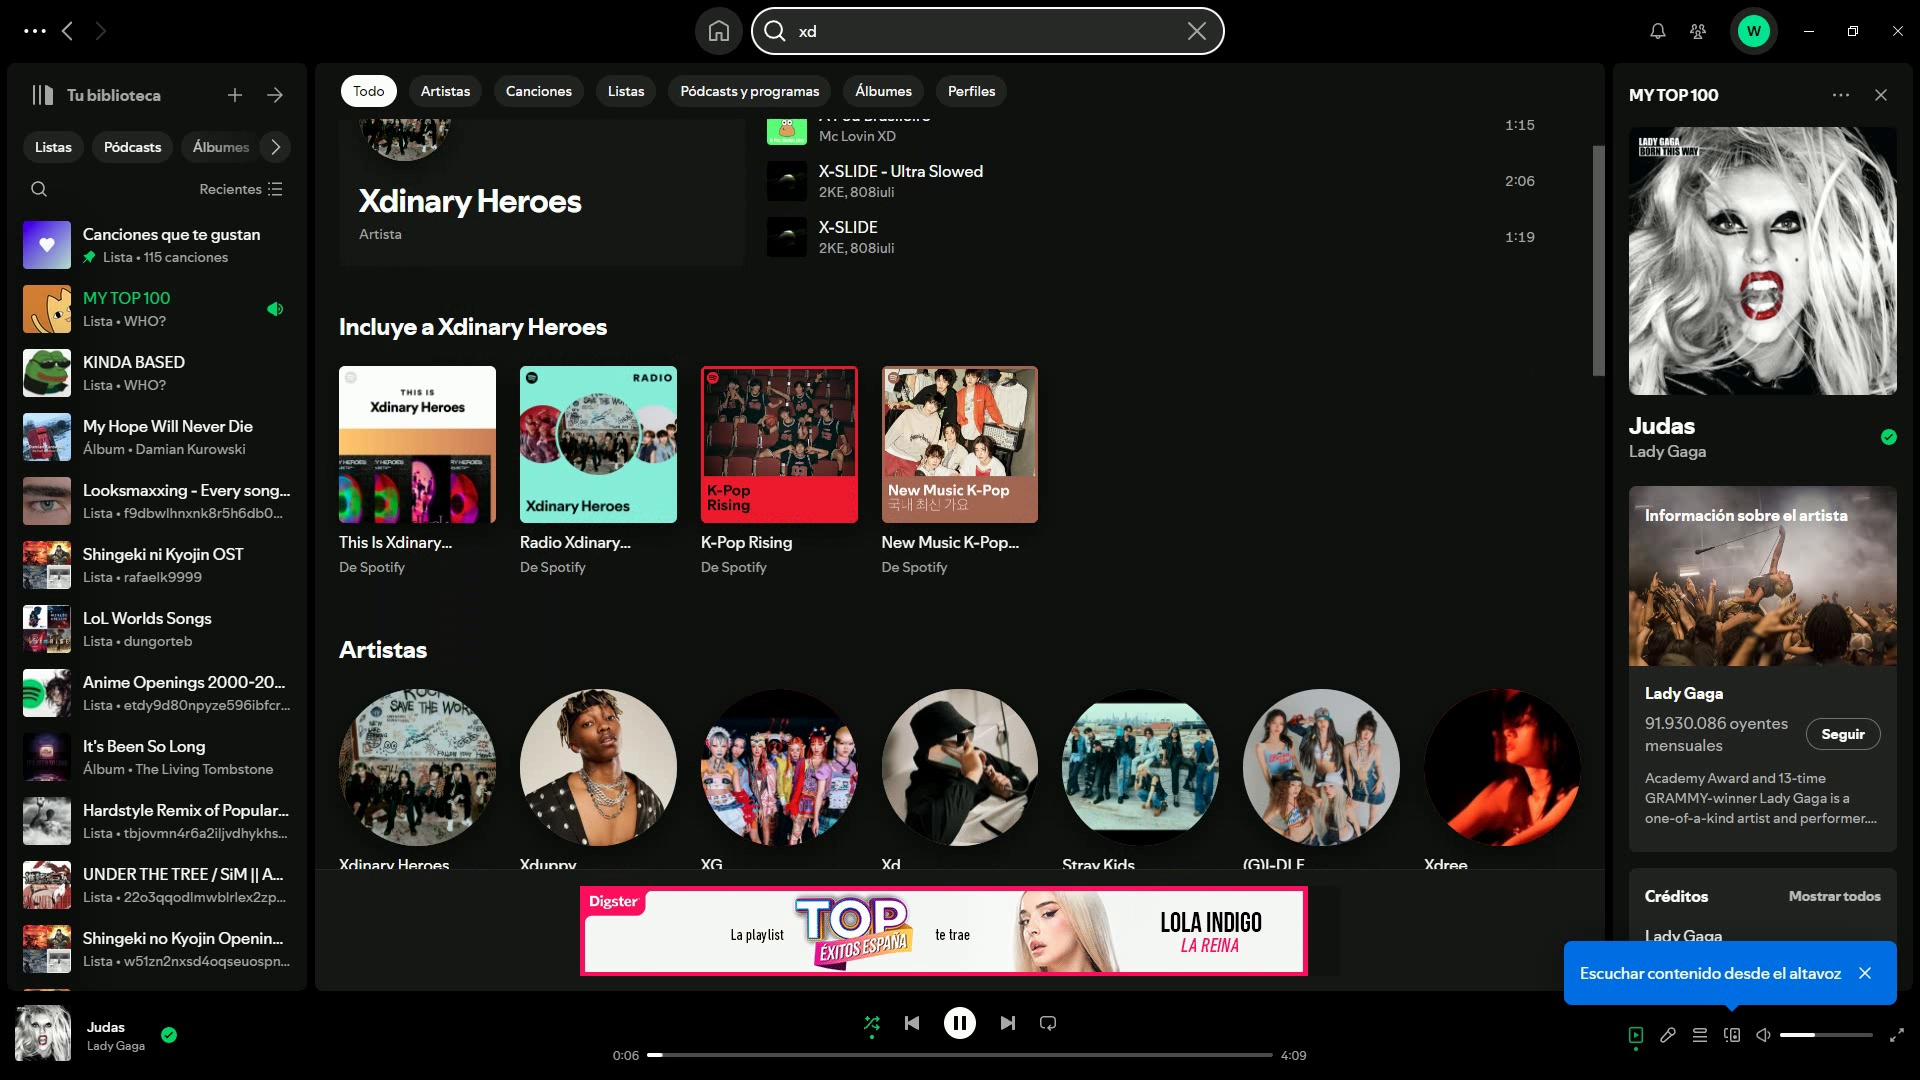 xd
W
Tu biblioteca
Listas
Pódcasts
Álbumes
Recientes
Canciones que te gustan
Lista • 115 canciones
MY TOP 100
Lista • WHO?
KINDA BASED
Lista • WHO?
My Hope Will Never Die
Álbum • Damian Kurowski
Looksmaxxing - Every song...
Lista • f9dbwlhnxnk8r5h6db0...
Shingeki ni Kyojin OST
Lista • rafaelk9999
LoL Worlds Songs
Lista • dungorteb
Anime Openings 2000-20...
Lista • etdy9d80npyze596ibfcr...
It's Been So Long
Álbum • The Living Tombstone
Hardstyle Remix of Popular...
Lista • tbjovmn4r6a2iljvdhykhs...
UNDER THE TREE / SiM || A...
Lista • 22o3qqodlmwblrlex2zp...
Shingeki no Kyojin Openin...
Lista • w51zn2nxsd4oqseuospn...
Todo
Artistas
Canciones
Listas
Pódcasts y programas
Álbumes
Perfiles
Xdinary Heroes
Artista
Mc Lovin XD
1:15
X-SLIDE - Ultra Slowed
2KE, 808iuli
2:06
X-SLIDE
2KE, 808iuli
1:19
Incluye a Xdinary Heroes
THIS IS
Xdinary Heroes
RADIO
Xdinary Heroes
K-Pop
Rising
New Music K-Pop
국내 최신 가요
This Is Xdinary...
De Spotify
Radio Xdinary...
De Spotify
K-Pop Rising
De Spotify
New Music K-Pop...
De Spotify
Artistas
Xdinary Heroes
Xduppy
XG
Xd
Stray Kids
(G)I-DLE
Xdree
Digster
La playlist
TOP
ÉXITOS ESPAÑA
te trae
LOLA INDIGO
LA REINA
MY TOP 100
LADY GAGA
BORN THIS WAY
Judas
Lady Gaga
Información sobre el artista
Lady Gaga
91.930.086 oyentes
mensuales
Seguir
Academy Award and 13-time
GRAMMY-winner Lady Gaga is a
one-of-a-kind artist and performer....
Créditos
Mostrar todos
Lady Gaga
Escuchar contenido desde el altavoz
Judas
Lady Gaga
0:06
4:09